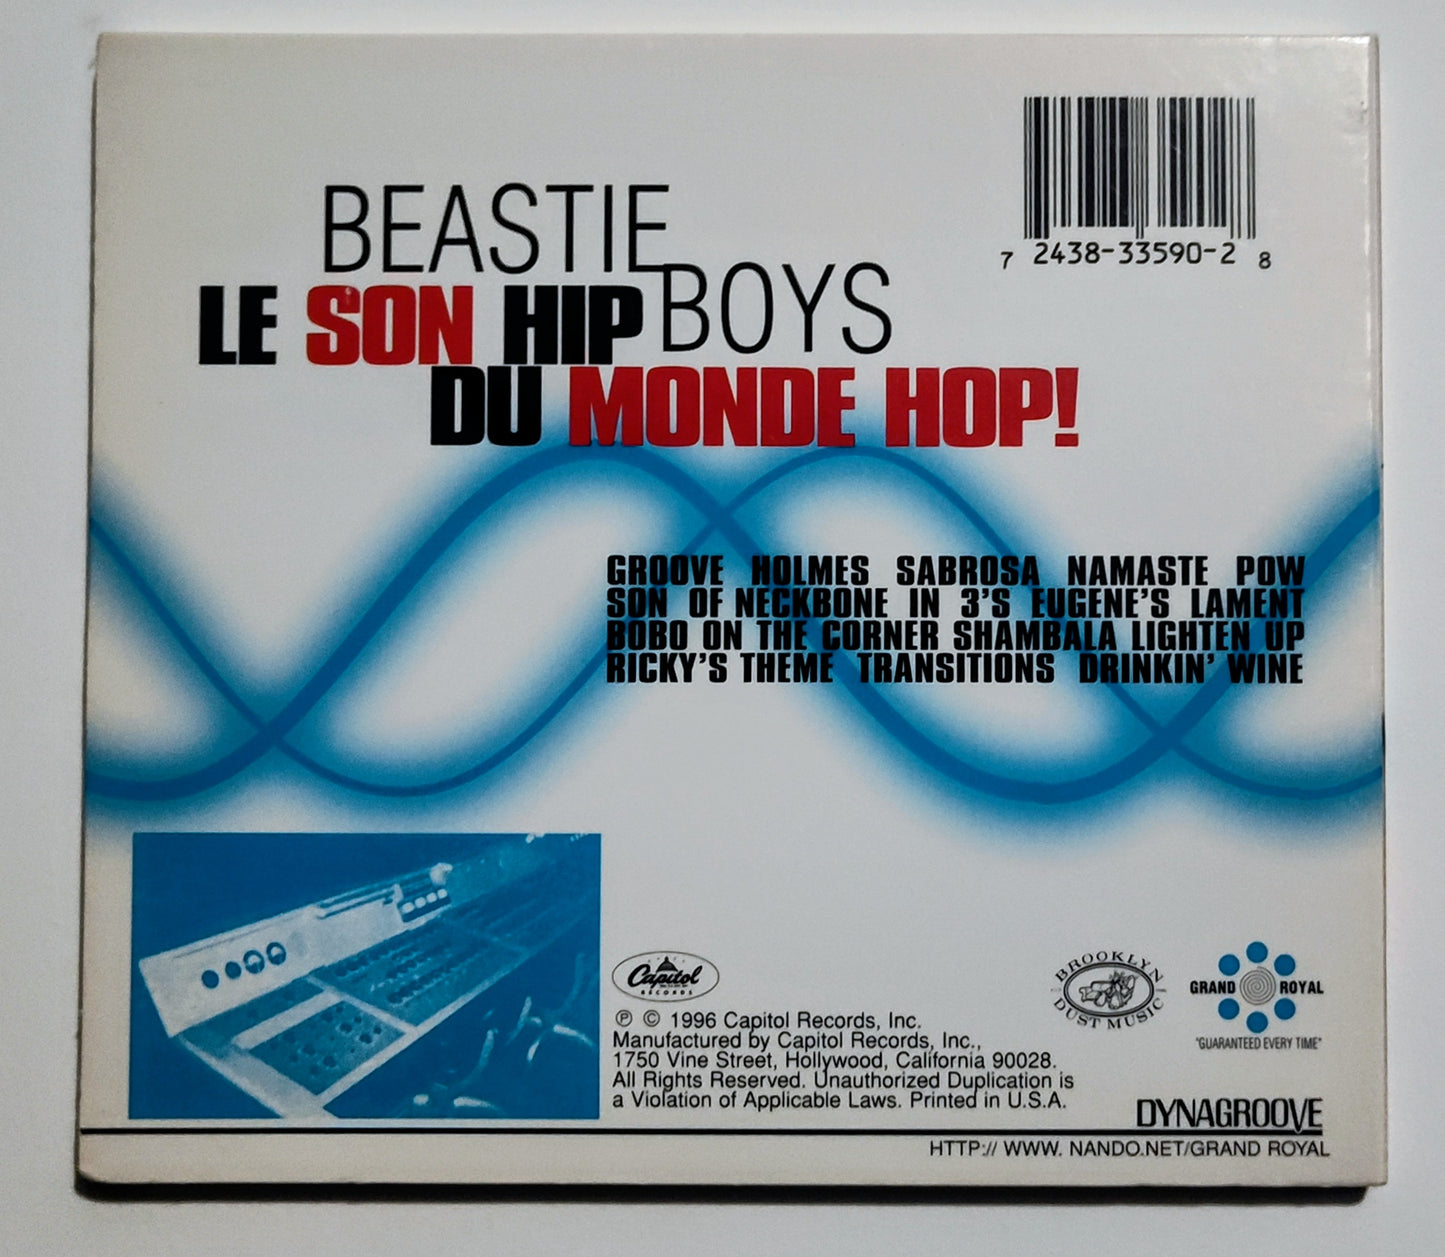 7 2438-33590-2 8
BEASTIE
BOYS
LE SON HIP
DU MONDE HOP!
GROOVE HOLMES SABROSA NAMASTE POW
SON OF NECKBONE IN 3'S EUGENE'S LAMENT
BOBO ON THE CORNER SHAMBALA LIGHTEN UP
RICKY'S THEME TRANSITIONS DRINKIN' WINE
Capitol
RECORDS
BROOKLYN
DUST MUSIC
GRAND ROYAL
"GUARANTEED EVERY TIME"
℗ © 1996 Capitol Records, Inc.
Manufactured by Capitol Records, Inc.,
1750 Vine Street, Hollywood, California 90028.
All Rights Reserved. Unauthorized Duplication is
a Violation of Applicable Laws. Printed in U.S.A.
DYNAGROOVE
HTTP:// WWW. NANDO.NET/GRAND ROYAL